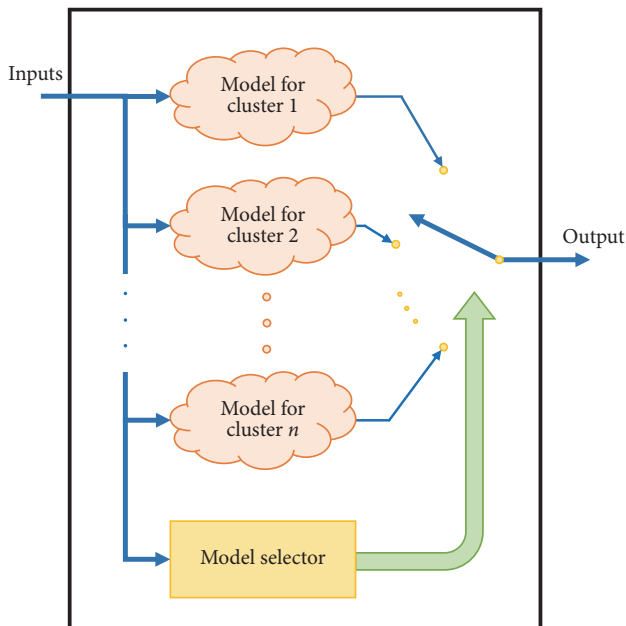 Inputs
Model for
cluster 1
Model for
cluster 2
Output
Model for
cluster n
Model selector